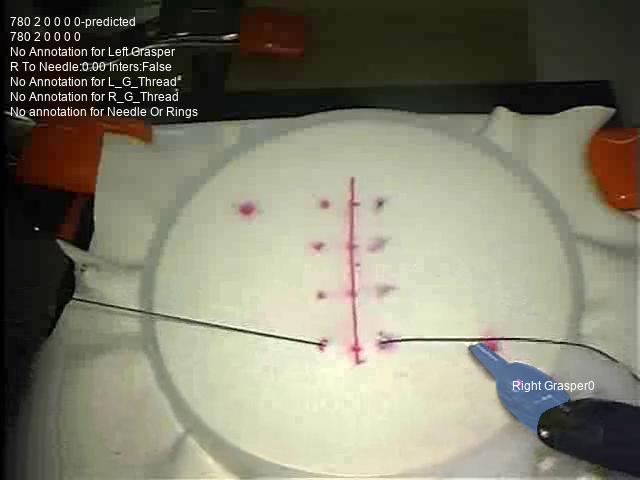 780 2 0 0 0 0-predicted
780 2 0 0 0 0
No Annotation for Left Grasper
R To Needle:0.00 inters:False
No Annotation for L_G_Thread
No Annotation for R_G_Thread
No annotation for Needle Or Rings
Right Grasper0